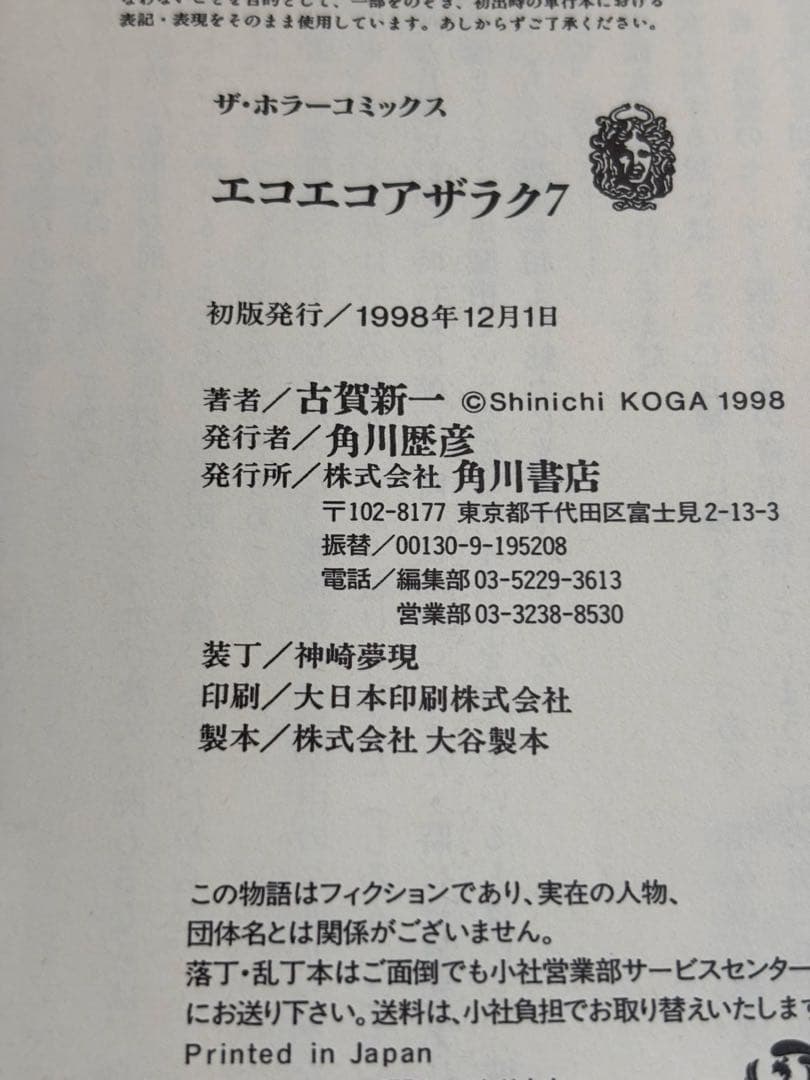 表記・表現をそのまま使用しています。あしからずご了承ください。
ザ・ホラーコミックス
エコエコアザラク7
初版発行／1998年12月1日
著者／古賀新一 ©Shinichi KOGA 1998
発行者／角川歴彦
発行所／株式会社 角川書店
〒102-8177 東京都千代田区富士見2-13-3
振替／00130-9-195208
電話／編集部03-5229-3613
営業部03-3238-8530
装丁／神崎夢現
印刷／大日本印刷株式会社
製本／株式会社 大谷製本
この物語はフィクションであり、実在の人物、
団体名とは関係がございません。
落丁・乱丁本はご面倒でも小社営業部サービスセンター
にお送り下さい。送料は、小社負担でお取り替えいたします
Printed in Japan